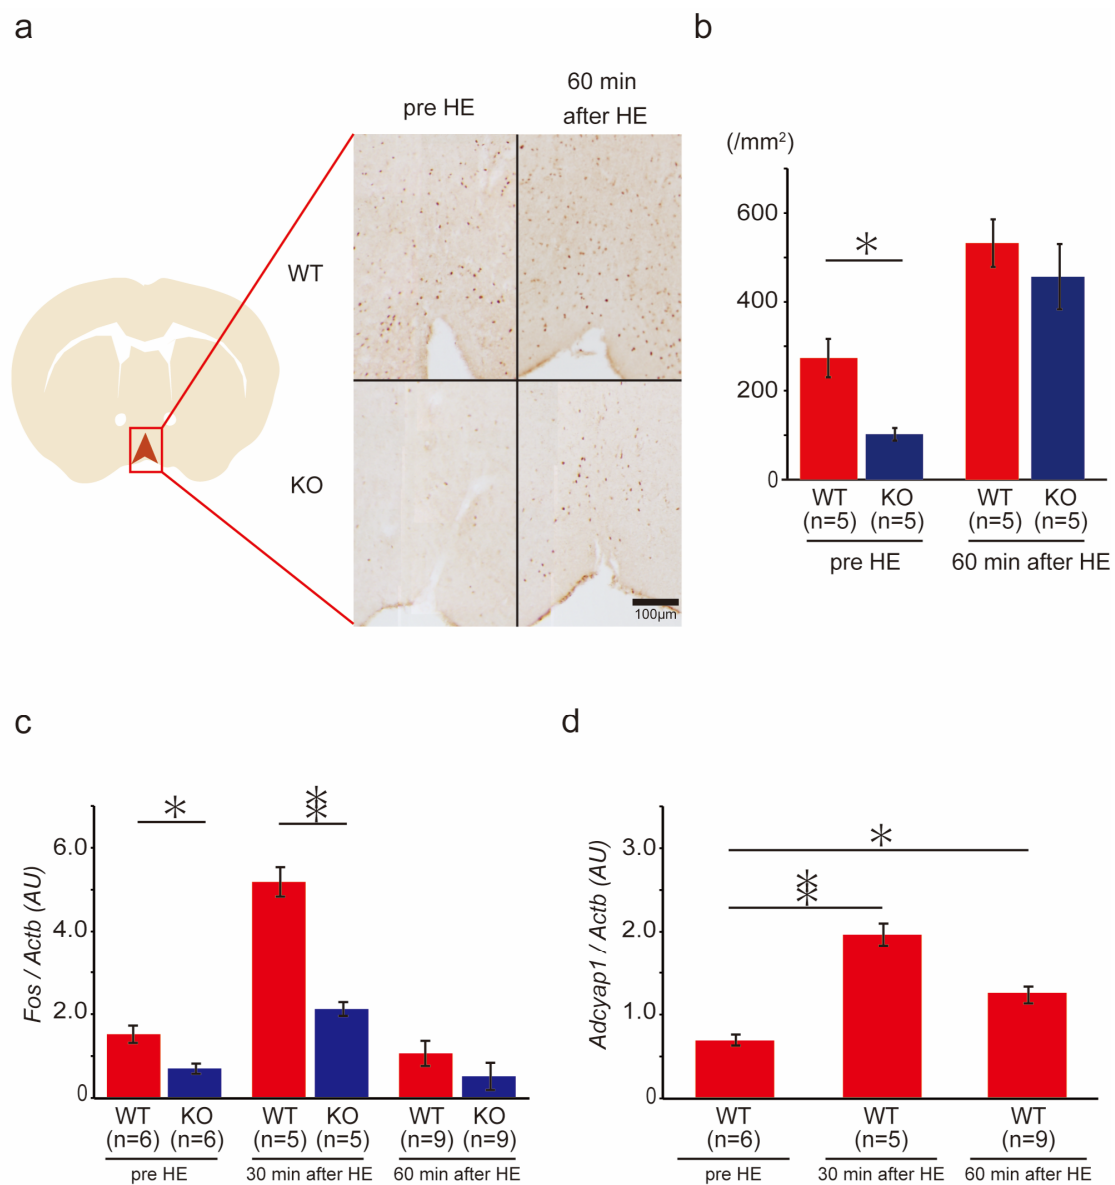 a
pre HE
60 min
after HE
WT
KO
100μm
b
(/mm²)
600
400
200
0
*
WT KO WT KO
(n=5) (n=5) (n=5) (n=5)
pre HE 60 min after HE
c
Fos / Actb (AU)
6.0
4.0
2.0
0
*
**
WT KO WT KO WT KO
(n=6) (n=6) (n=5) (n=5) (n=9) (n=9)
pre HE 30 min after HE 60 min after HE
d
Adcyap1 / Actb (AU)
3.0
2.0
1.0
0
*
**
WT WT WT
(n=6) (n=5) (n=9)
pre HE 30 min after HE 60 min after HE